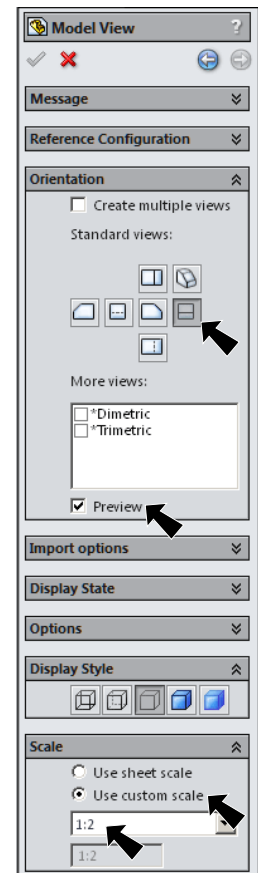 Model View ?
Message
Reference Configuration
Orientation
Create multiple views
Standard views:
More views:
*Dimetric
*Trimetric
Preview
Import options
Display State
Options
Display Style
Scale
Use sheet scale
Use custom scale
1:2
1:2